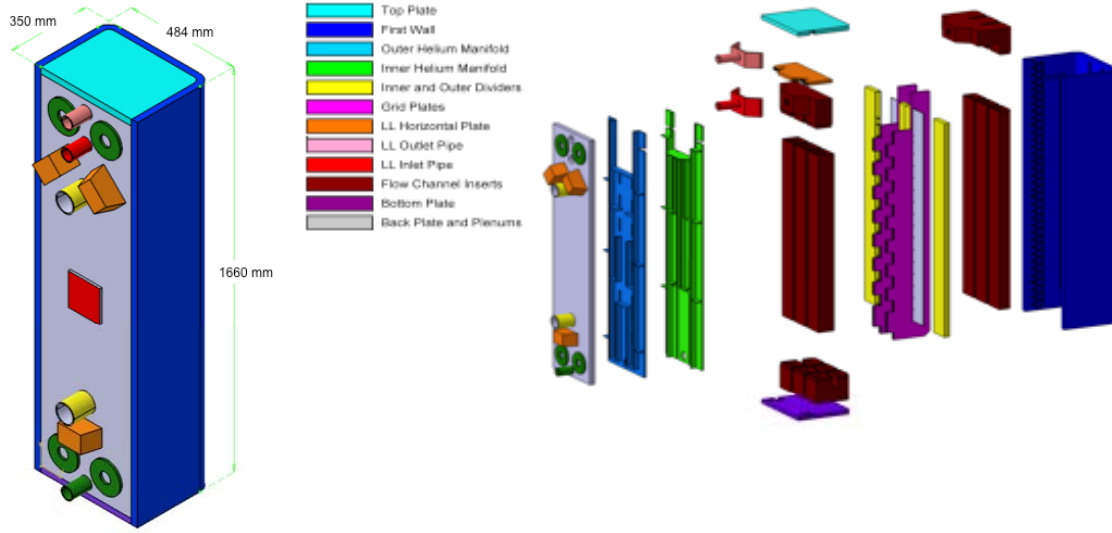 350 mm
484 mm
1660 mm
Top Plate
First Wall
Outer Helium Manifold
Inner Helium Manifold
Inner and Outer Dividers
Grid Plates
LL Horizontal Plate
LL Outlet Pipe
LL Inlet Pipe
Flow Channel Inserts
Bottom Plate
Back Plate and Plenums